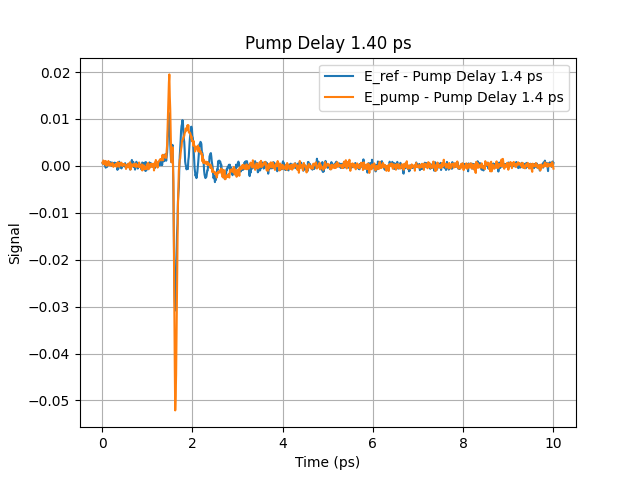 Pump Delay 1.40 ps
E_ref - Pump Delay 1.4 ps
E_pump - Pump Delay 1.4 ps
0.02
0.01
0.00
−0.01
−0.02
−0.03
−0.04
−0.05
Signal
0 2 4 6 8 10
Time (ps)